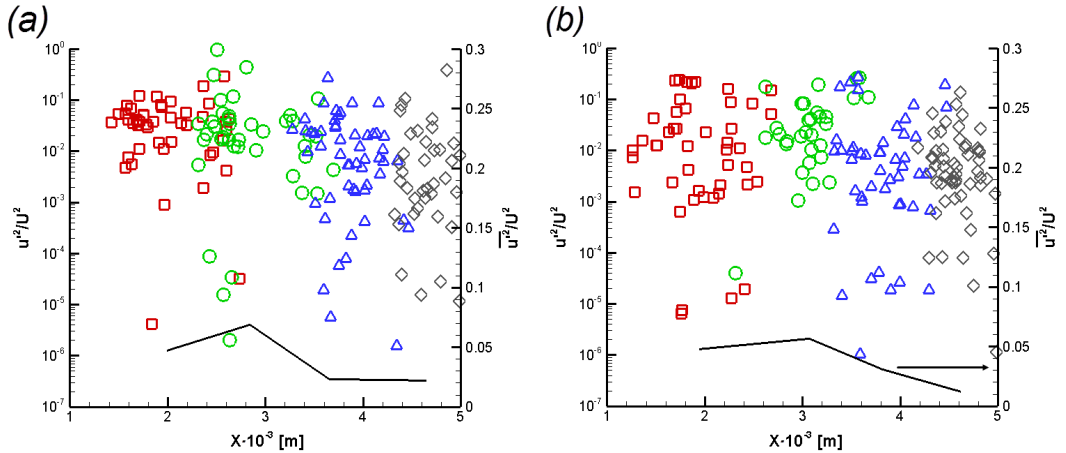 (a) (b)
10⁰ 0.3 10⁰ 0.3
10⁻¹ 0.25 10⁻¹ 0.25
10⁻² 0.2 10⁻² 0.2
10⁻³ 10⁻³
u'²/U² 0.15 u'²/U² u'²/U² 0.15 u'²/U²
10⁻⁴ 10⁻⁴
10⁻⁵ 0.1 10⁻⁵ 0.1
10⁻⁶ 0.05 10⁻⁶ 0.05
10⁻⁷ 0 10⁻⁷ 0
1 2 3 4 5 1 2 3 4 5
X·10⁻³ [m] X·10⁻³ [m]